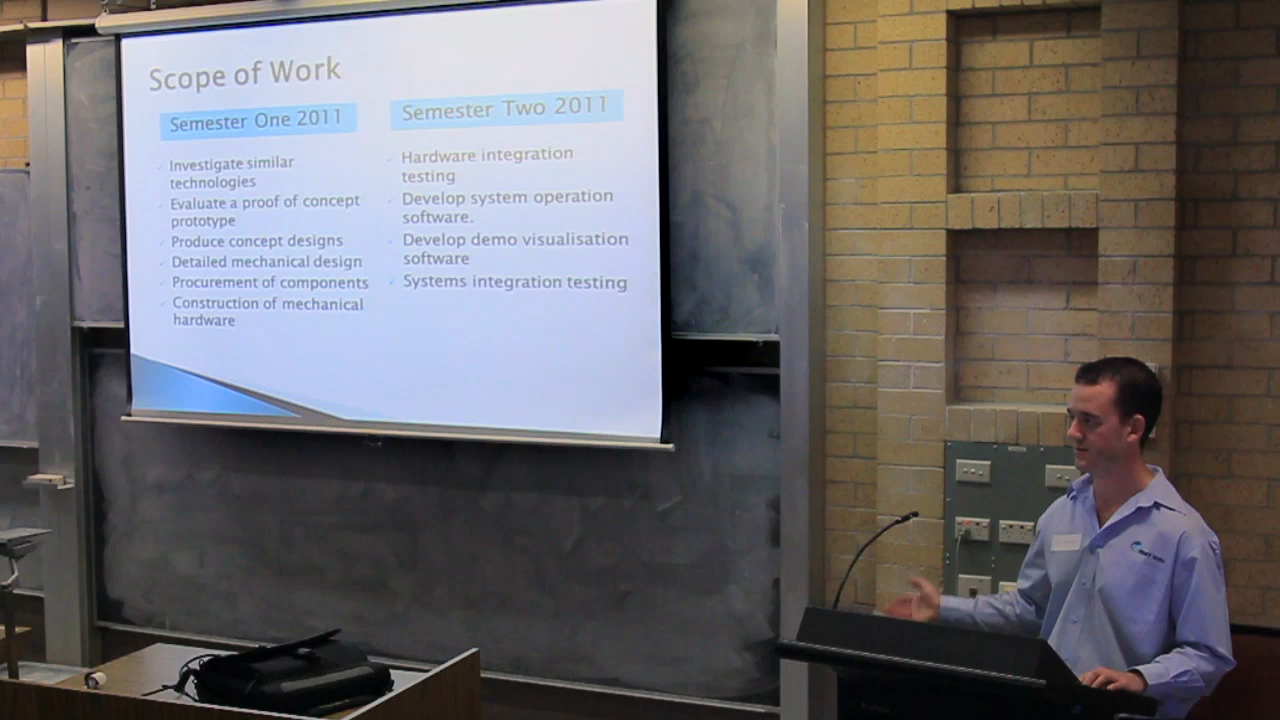 Scope of Work
Semester One 2011
Investigate similar
technologies
Evaluate a proof of concept
prototype
Produce concept designs
Detailed mechanical design
Procurement of components
Construction of mechanical
hardware
Semester Two 2011
Hardware integration
testing
Develop system operation
software.
Develop demo visualisation
software
Systems integration testing